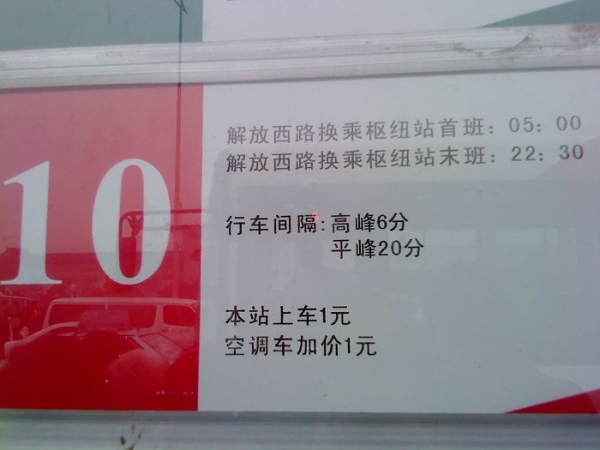 10
解放西路换乘枢纽站首班：05：00
解放西路换乘枢纽站末班：22：30
行车间隔：高峰6分
平峰20分
本站上车1元
空调车加价1元